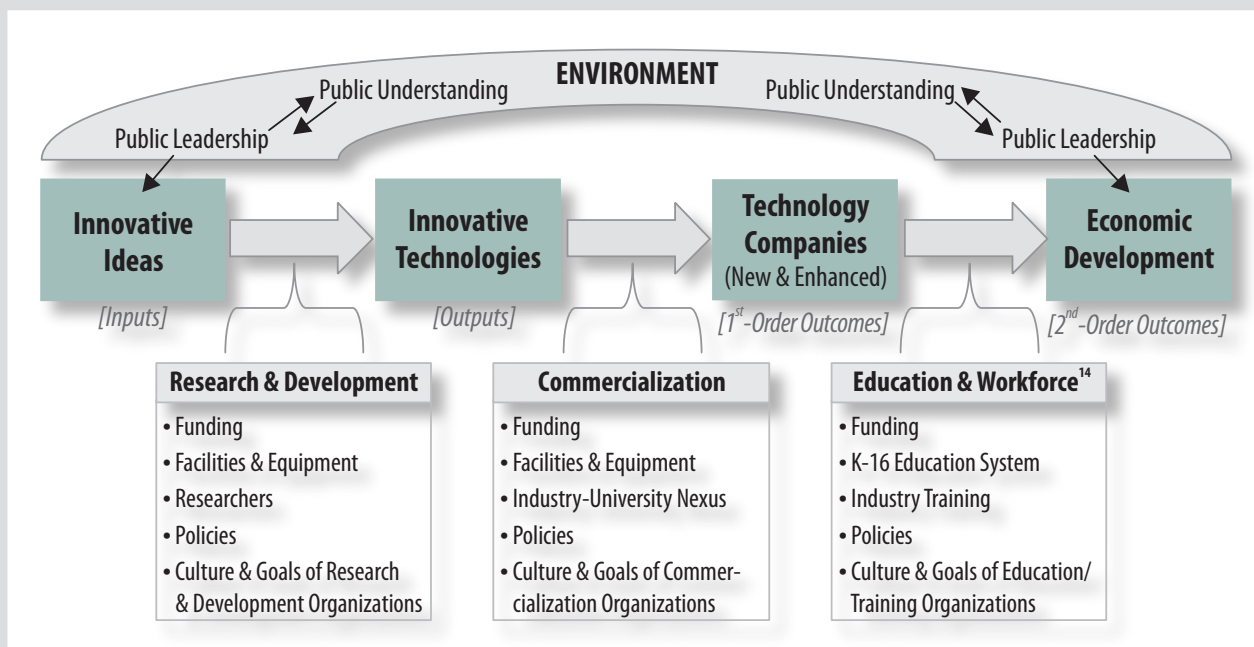 ENVIRONMENT
Public Understanding
Public Leadership
Public Understanding
Public Leadership
Innovative
Ideas
[Inputs]
Innovative
Technologies
[Outputs]
Technology
Companies
(New & Enhanced)
[1st-Order Outcomes]
Economic
Development
[2nd-Order Outcomes]
Research & Development
• Funding
• Facilities & Equipment
• Researchers
• Policies
• Culture & Goals of Research
& Development Organizations
Commercialization
• Funding
• Facilities & Equipment
• Industry-University Nexus
• Policies
• Culture & Goals of Commer-
cialization Organizations
Education & Workforce14
• Funding
• K-16 Education System
• Industry Training
• Policies
• Culture & Goals of Education/
Training Organizations